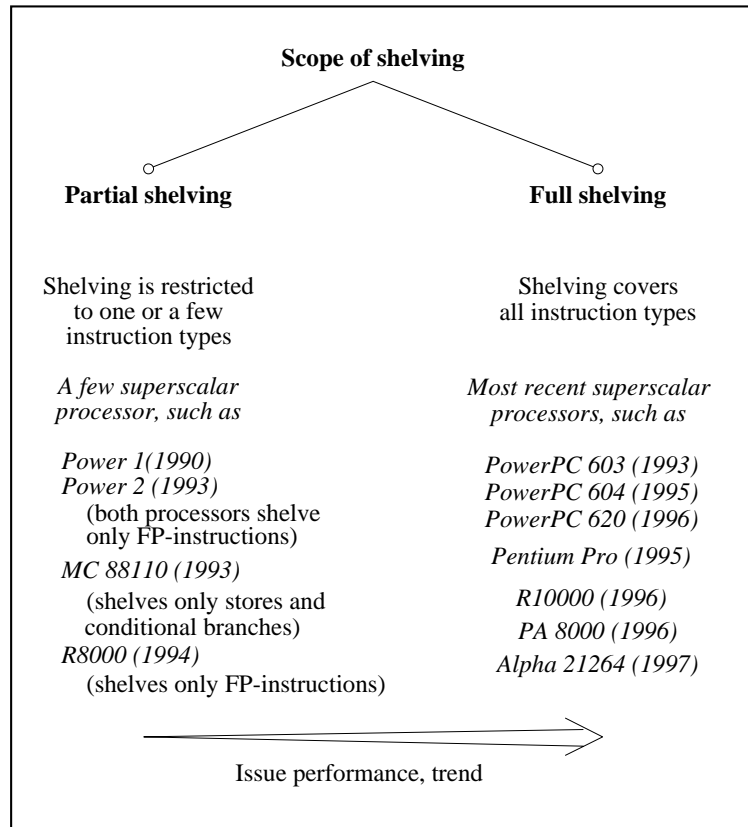 Scope of shelving
Partial shelving
Full shelving
Shelving is restricted
to one or a few
instruction types
Shelving covers
all instruction types
A few superscalar
processor, such as
Most recent superscalar
processors, such as
Power 1(1990)
Power 2 (1993)
(both processors shelve
only FP-instructions)
MC 88110 (1993)
(shelves only stores and
conditional branches)
R8000 (1994)
(shelves only FP-instructions)
PowerPC 603 (1993)
PowerPC 604 (1995)
PowerPC 620 (1996)
Pentium Pro (1995)
R10000 (1996)
PA 8000 (1996)
Alpha 21264 (1997)
Issue performance, trend